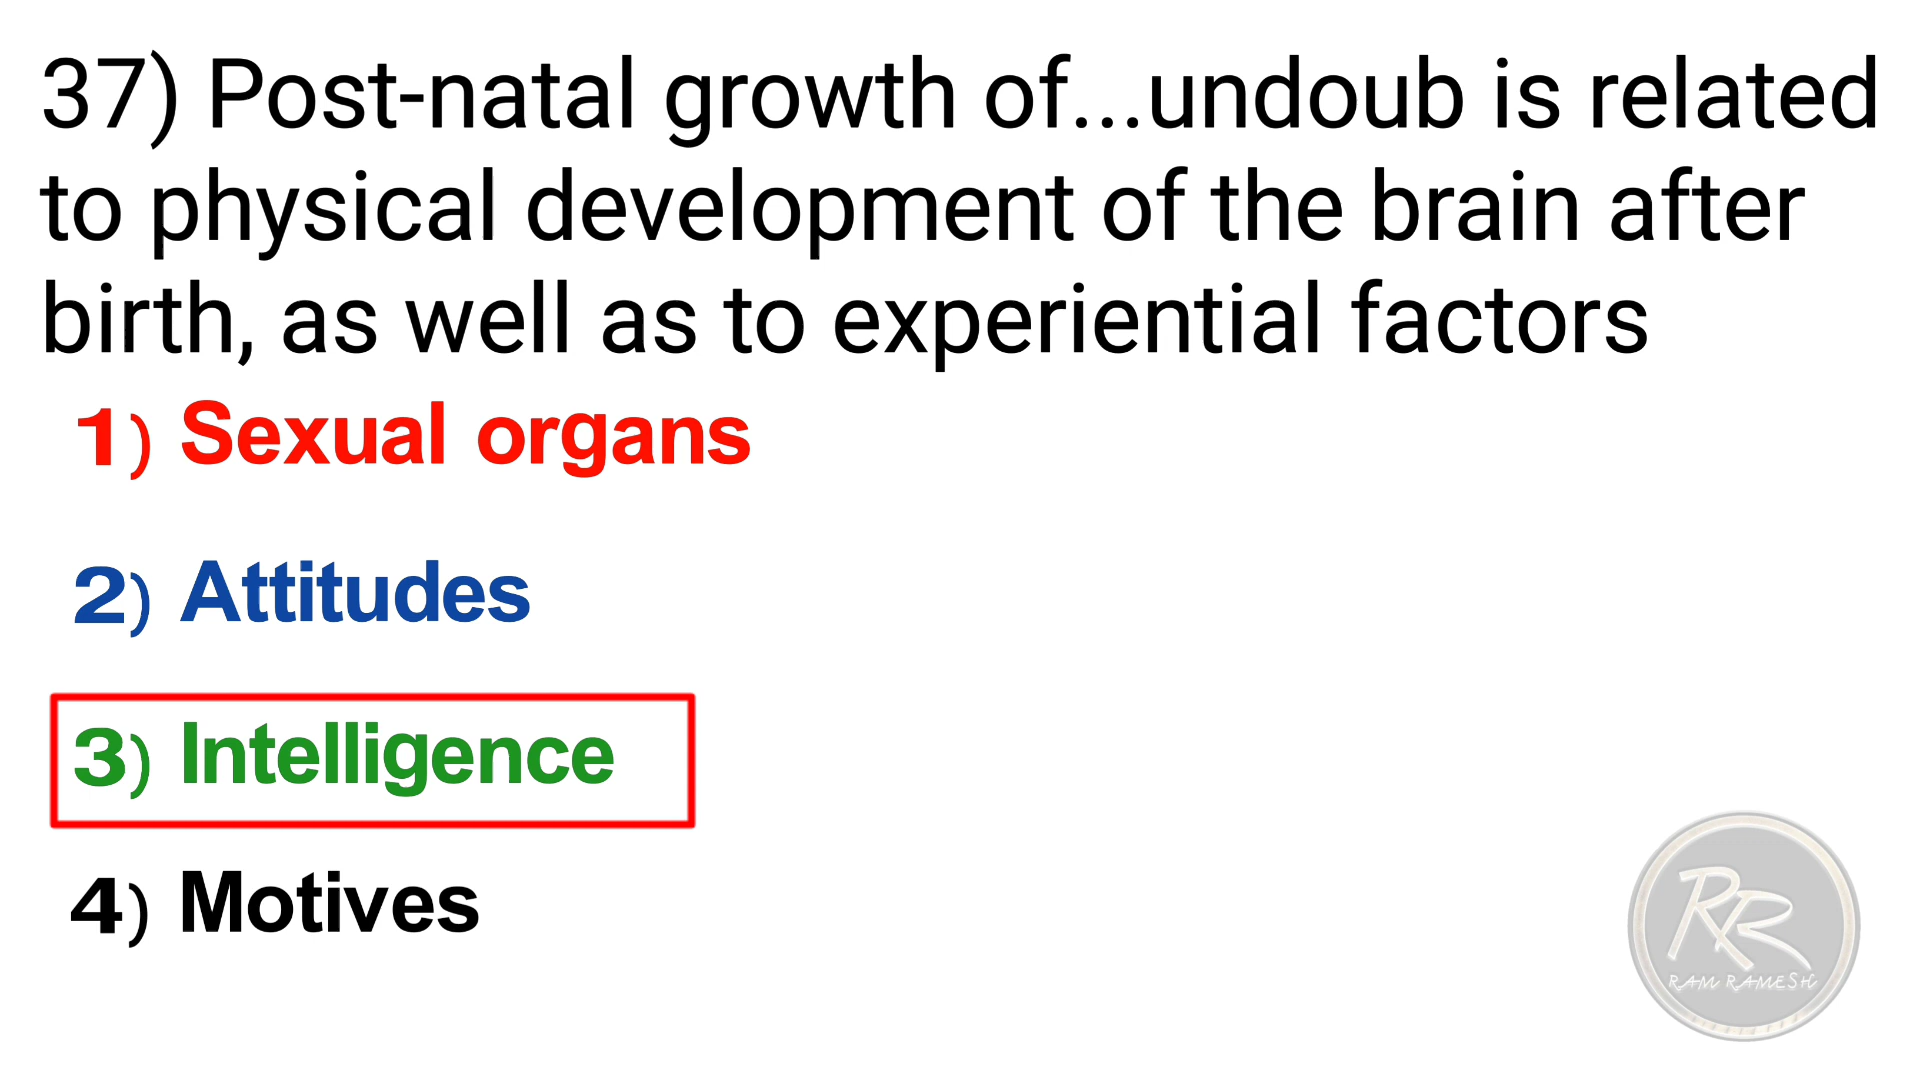 37) Post-natal growth of...undoub is related
to physical development of the brain after
birth, as well as to experiential factors
1) Sexual organs
2) Attitudes
3) Intelligence
4) Motives
RR
RAM RAMESH